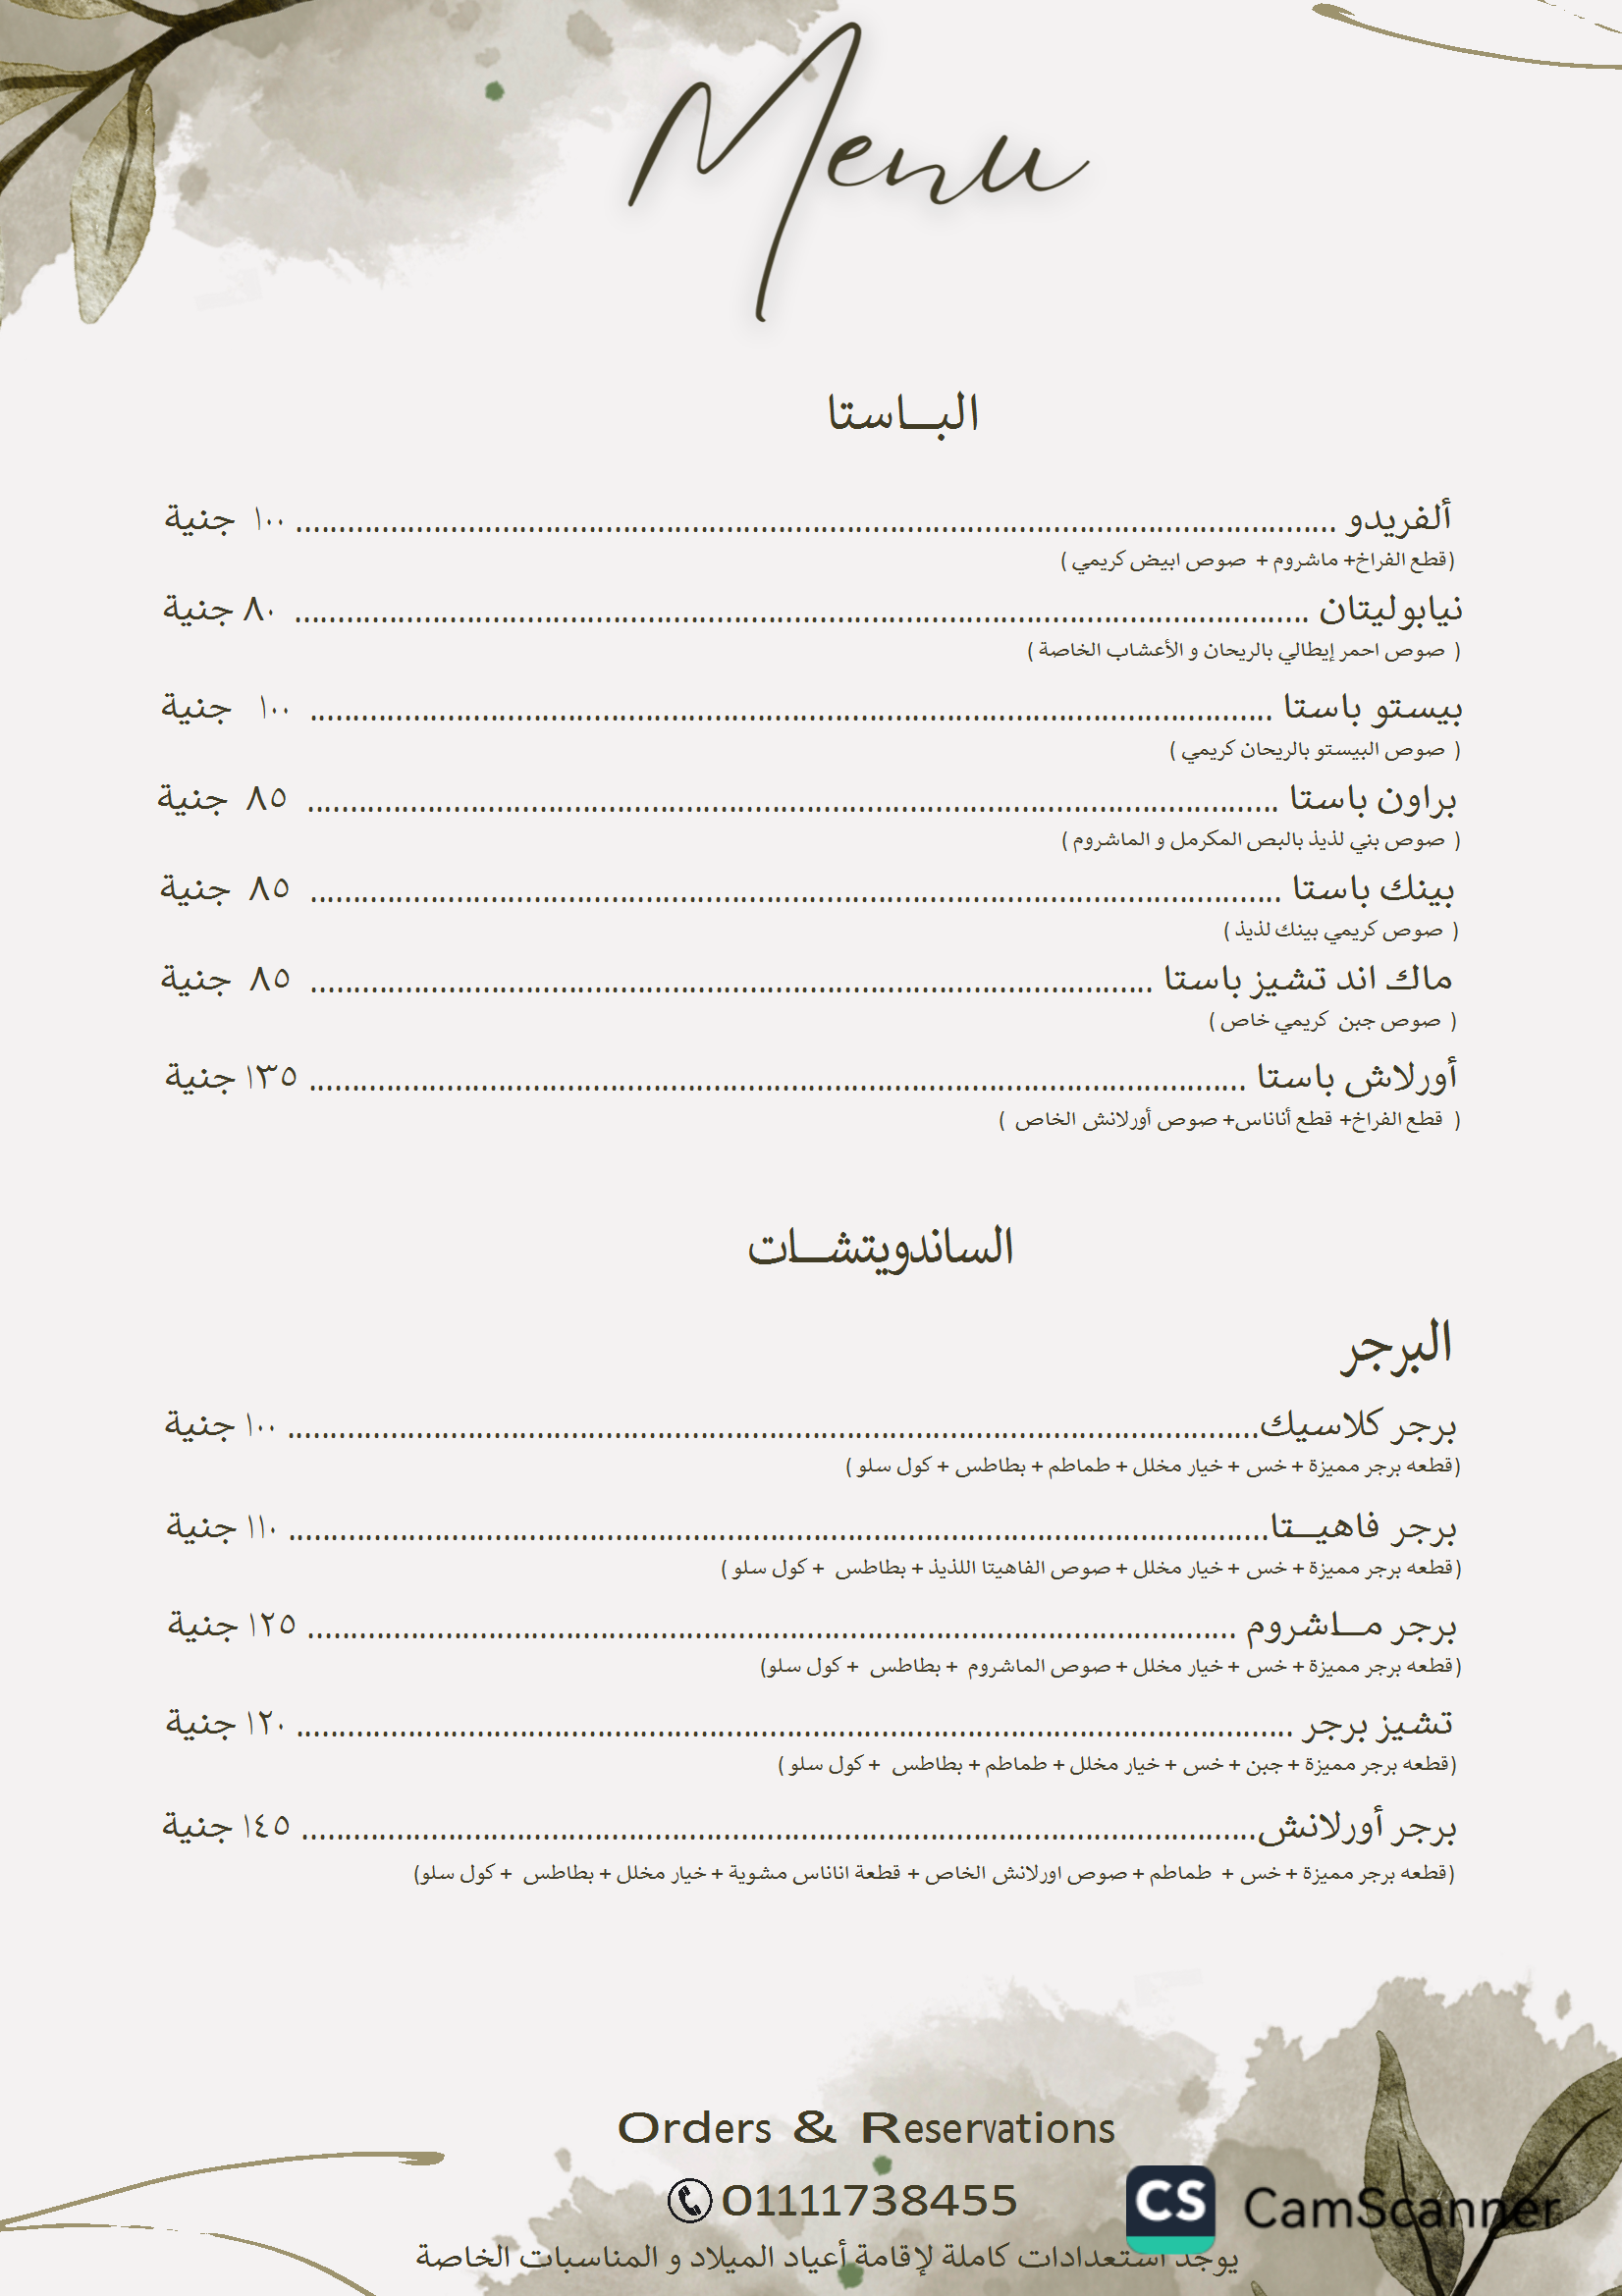 Menu
البـــاستا
ألفريدو ........................ ١٠٠ جنية
(قطع الفراخ+ ماشروم + صوص ابيض كريمي )
نيابوليتان ........................ ٨٠ جنية
( صوص احمر إيطالي بالريحان و الأعشاب الخاصة )
بيستو باستا ........................ ١٠٠ جنية
( صوص البيستو بالريحان كريمي )
براون باستا ........................ ٨٥ جنية
( صوص بني لذيذ بالبص المكرمل و الماشروم )
بينك باستا ........................ ٨٥ جنية
( صوص كريمي بينك لذيذ )
ماك اند تشيز باستا ........................ ٨٥ جنية
( صوص جبن كريمي خاص )
أورلاش باستا ........................ ١٣٥ جنية
( قطع الفراخ+ قطع أناناس+ صوص أورلانش الخاص )
الساندويتشـــات
البرجر
برجر كلاسيك........................ ١٠٠ جنية
(قطعه برجر مميزة + خس + خيار مخلل + طماطم + بطاطس + كول سلو )
برجر فاهيـــتا........................ ١١٠ جنية
(قطعه برجر مميزة + خس + خيار مخلل + صوص الفاهيتا اللذيذ + بطاطس + كول سلو )
برجر مـــاشروم ........................ ١٢٥ جنية
(قطعه برجر مميزة + خس + خيار مخلل + صوص الماشروم + بطاطس + كول سلو)
تشيز برجر ........................ ١٢٠ جنية
(قطعه برجر مميزة + جبن + خس + خيار مخلل + طماطم + بطاطس + كول سلو )
برجر أورلانش........................ ١٤٥ جنية
(قطعه برجر مميزة + خس + طماطم + صوص اورلانش الخاص + قطعة اناناس مشوية + خيار مخلل + بطاطس + كول سلو)
Orders & Reservations
01111738455
CS CamScanner
يوجد استعدادات كاملة لإقامة أعياد الميلاد و المناسبات الخاصة